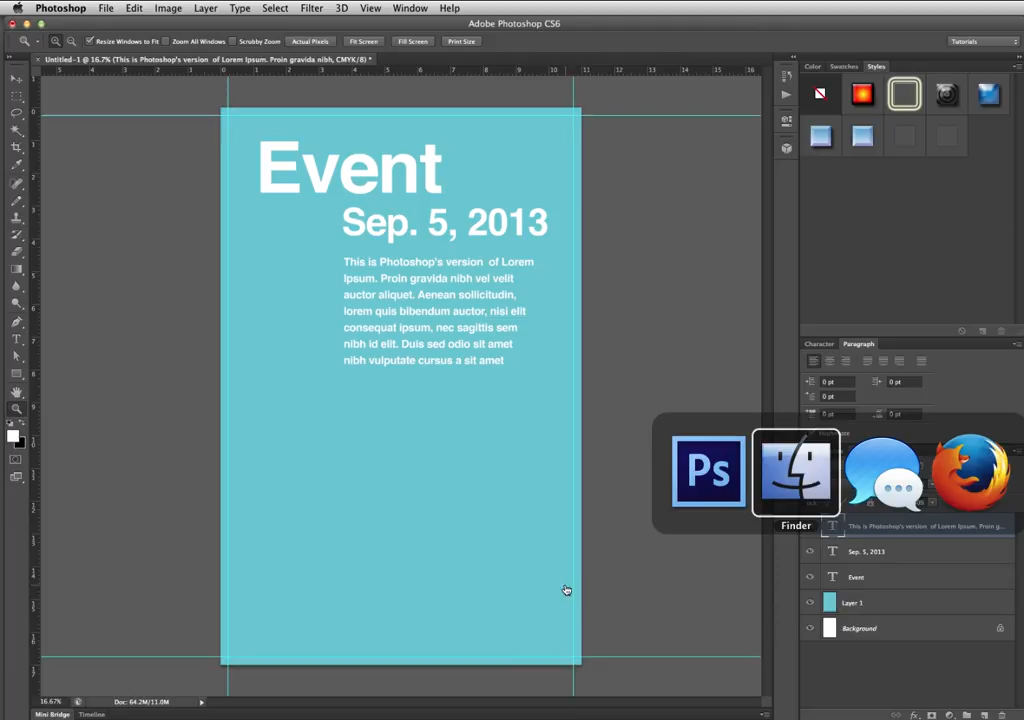 Photoshop File Edit Image Layer Type Select Filter 3D View Window Help
Adobe Photoshop CS6
Resize Windows to Fit Zoom All Windows Scrubby Zoom Actual Pixels Fit Screen Fill Screen Print Size Tutorials
Untitled-1 @ 16.7% (This is Photoshop's version of Lorem Ipsum. Proin gravida nibh, CMYK/8) *
Color Swatches Styles
Event
Sep. 5, 2013
This is Photoshop's version of Lorem
Ipsum. Proin gravida nibh vel velit
auctor aliquet. Aenean sollicitudin,
lorem quis bibendum auctor, nisi elit
consequat ipsum, nec sagittis sem
nibh id elit. Duis sed odio sit amet
nibh vulputate cursus a sit amet
Character Paragraph
0 pt 0 pt
0 pt
0 pt 0 pt
Ps
Finder
This is Photoshop's version of Lorem Ipsum, Proin g...
Sep. 5, 2013
Event
Layer 1
Background
16.67% Doc: 64.2M/11.0M
Mini Bridge Timeline